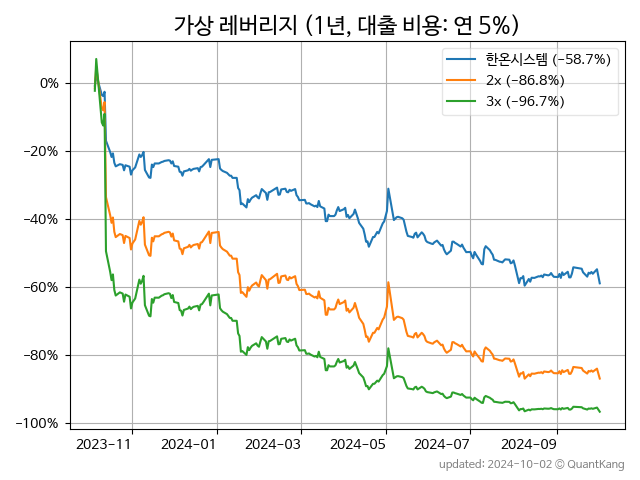 가상 레버리지 (1년, 대출 비용: 연 5%)
한온시스템 (-58.7%)
2x (-86.8%)
3x (-96.7%)
0%
-20%
-40%
-60%
-80%
-100%
2023-11 2024-01 2024-03 2024-05 2024-07 2024-09
updated: 2024-10-02 © QuantKang